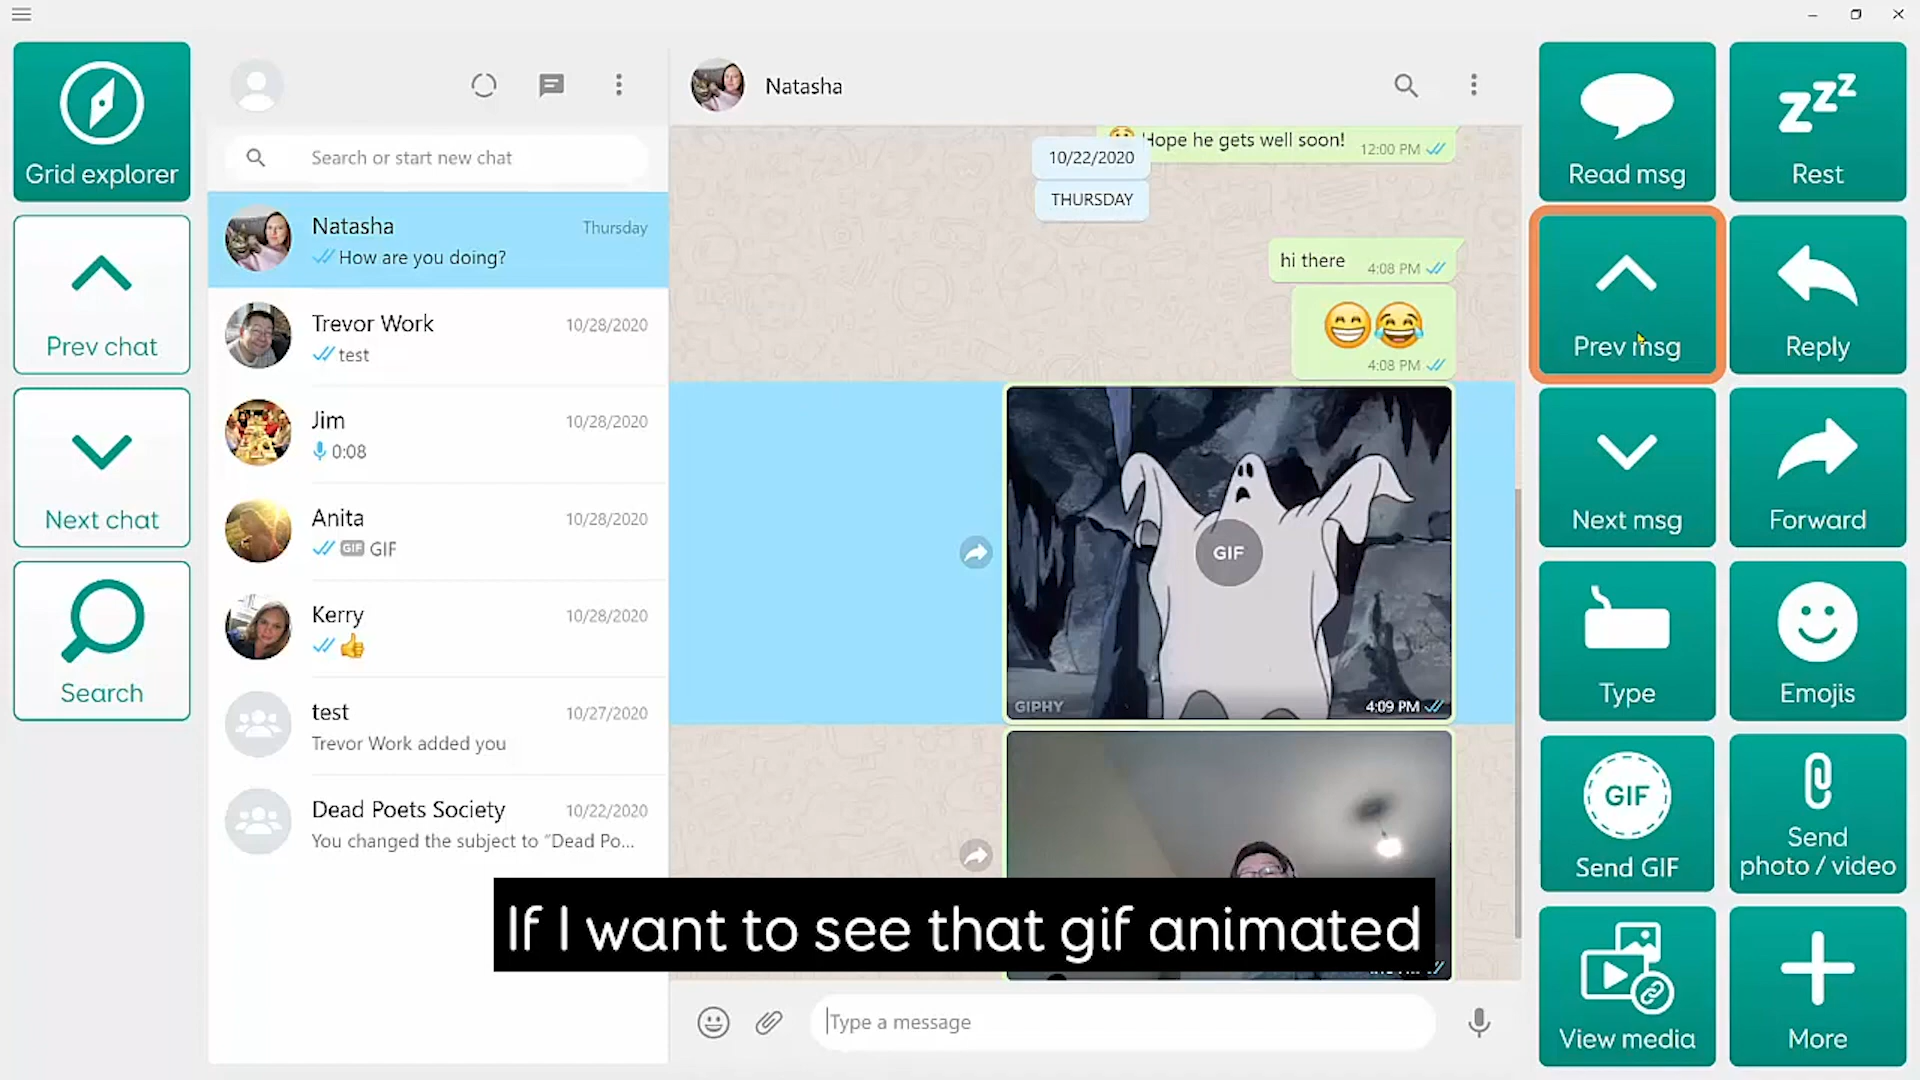 Grid explorer
Prev chat
Next chat
Search
Search or start new chat
Natasha
Thursday
How are you doing?
Trevor Work
10/28/2020
test
Jim
10/28/2020
0:08
Anita
10/28/2020
GIF GIF
Kerry
10/28/2020
test
10/27/2020
Trevor Work added you
Dead Poets Society
10/22/2020
You changed the subject to “Dead Po...
Natasha
Hope he gets well soon!
12:00 PM
10/22/2020
THURSDAY
hi there
4:08 PM
4:08 PM
GIF
GIPHY
4:09 PM
If I want to see that gif animated
Type a message
Read msg
Rest
zzz
Prev msg
Reply
Next msg
Forward
Type
Emojis
GIF
Send GIF
Send
photo / video
View media
More